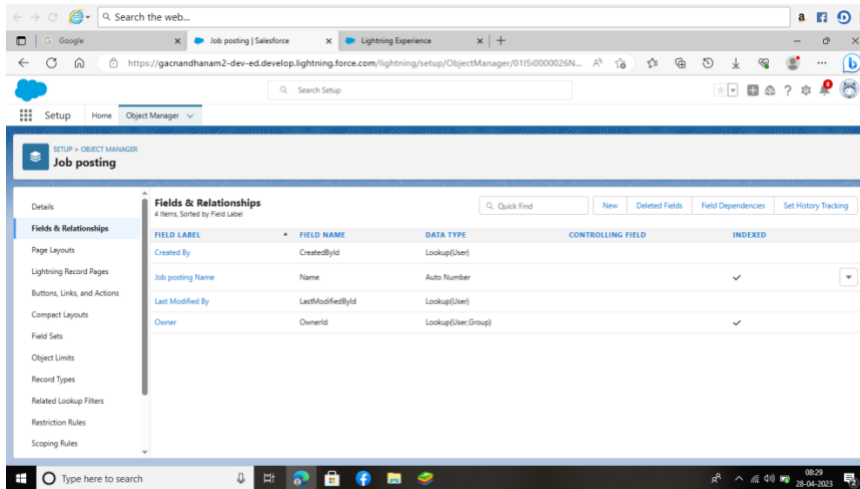 Search the web...
Google
Job posting | Salesforce
Lightning Experience
https://gacnandhanam2-dev-ed.develop.lightning.force.com/lightning/setup/ObjectManager/01I5i0000026N...
Search Setup
Setup Home Object Manager
SETUP > OBJECT MANAGER
Job posting
Details
Fields & Relationships
Page Layouts
Lightning Record Pages
Buttons, Links, and Actions
Compact Layouts
Field Sets
Object Limits
Record Types
Related Lookup Filters
Restriction Rules
Scoping Rules
Fields & Relationships
4 Items, Sorted by Field Label
Quick Find
New Deleted Fields Field Dependencies Set History Tracking
FIELD LABEL FIELD NAME DATA TYPE CONTROLLING FIELD INDEXED
Created By CreatedById Lookup(User)
Job posting Name Name Auto Number
Last Modified By LastModifiedById Lookup(User)
Owner OwnerId Lookup(User,Group)
Type here to search
08:29
28-04-2023